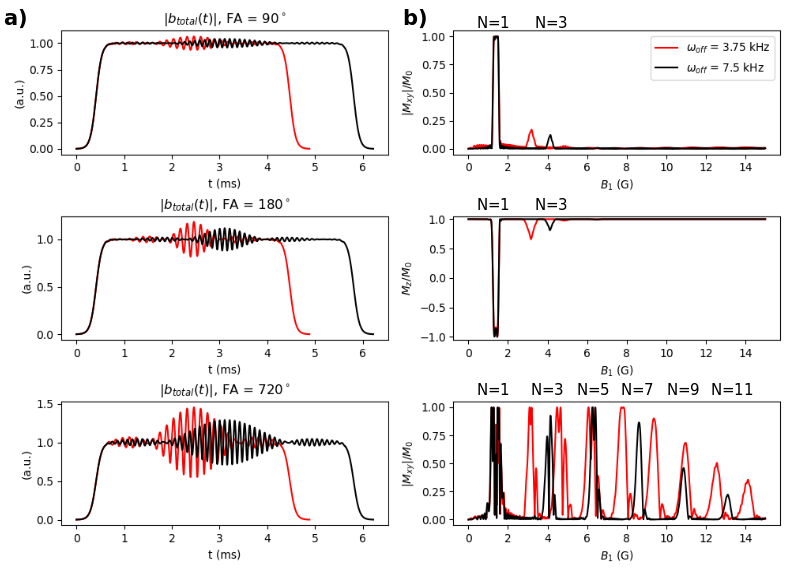 a)
|b_total(t)|, FA = 90°
1.00
0.75
0.50
0.25
0.00
(a.u.)
0 1 2 3 4 5 6
t (ms)
|b_total(t)|, FA = 180°
1.0
0.5
0.0
(a.u.)
0 1 2 3 4 5 6
t (ms)
|b_total(t)|, FA = 720°
1.5
1.0
0.5
0.0
(a.u.)
0 1 2 3 4 5 6
t (ms)
b)
N=1 N=3
1.00
0.75
0.50
0.25
0.00
|M_xy|/M_0
ω_off = 3.75 kHz
ω_off = 7.5 kHz
0 2 4 6 8 10 12 14
B_1 (G)
N=1 N=3
1.0
0.5
0.0
−0.5
−1.0
M_z/M_0
0 2 4 6 8 10 12 14
B_1 (G)
N=1 N=3 N=5 N=7 N=9 N=11
1.00
0.75
0.50
0.25
0.00
|M_xy|/M_0
0 2 4 6 8 10 12 14
B_1 (G)